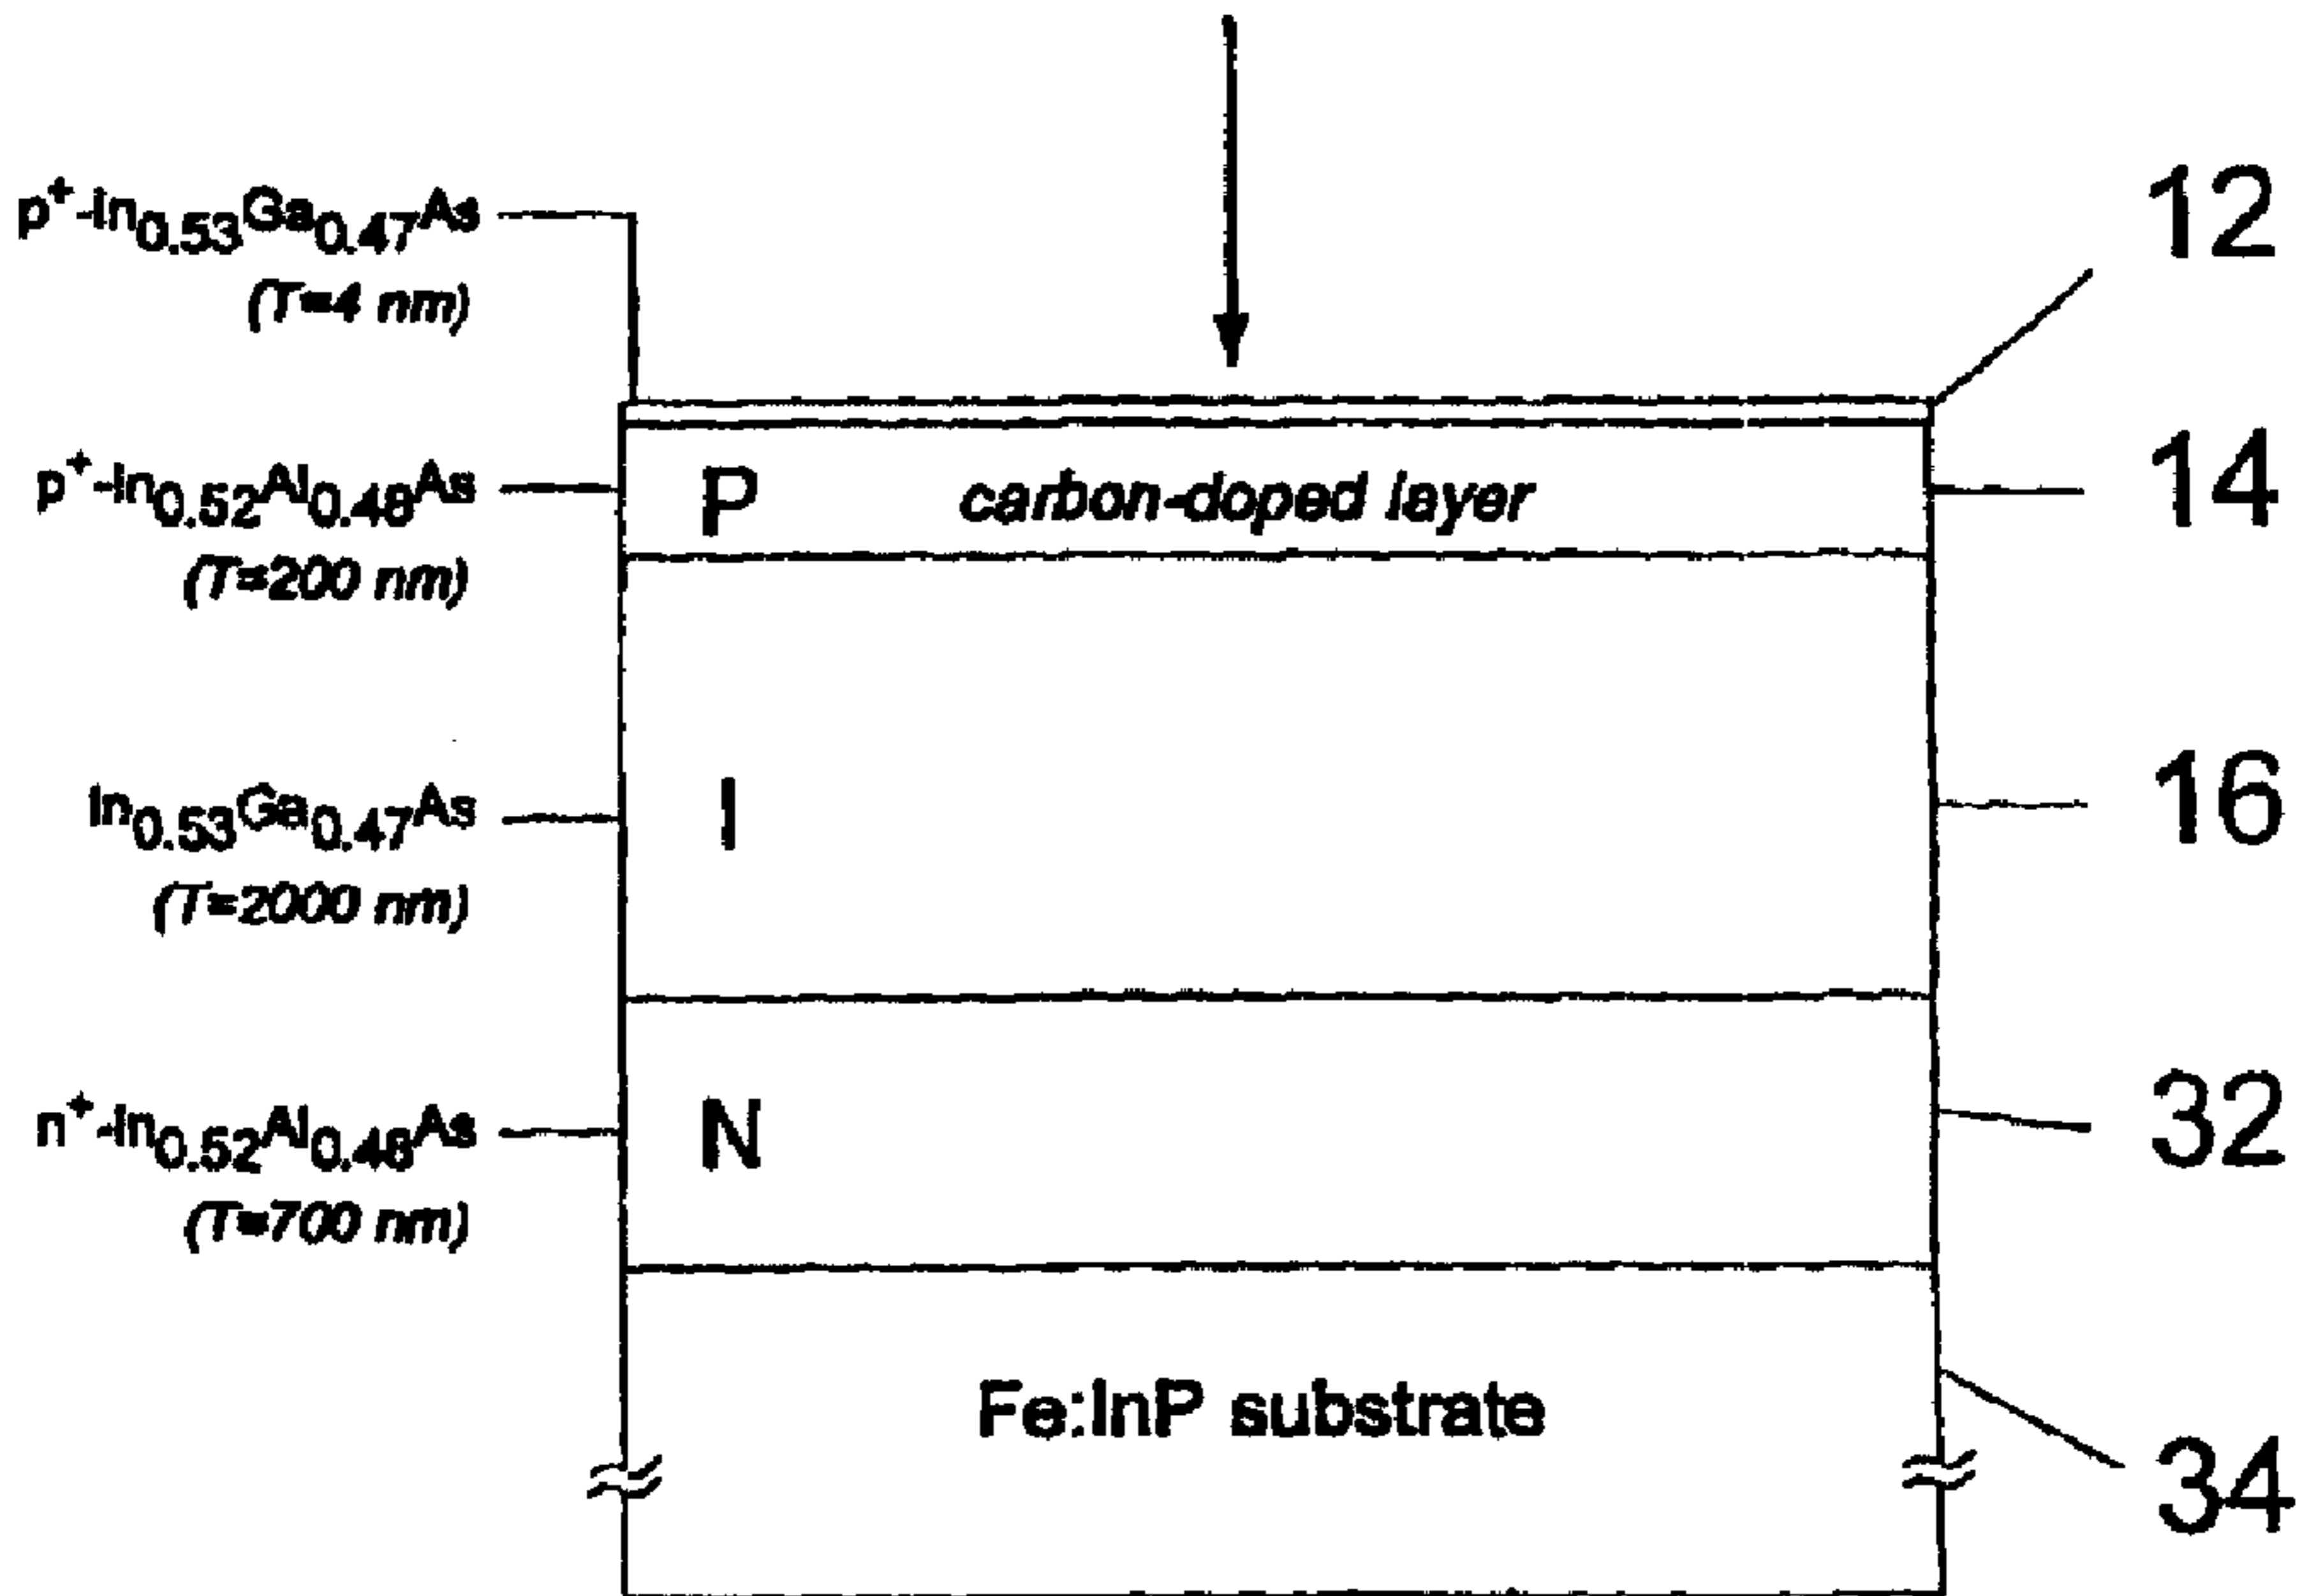 12
p⁺-In₀.₅₃Ga₀.₄₇As
(T=4 nm)
p⁺-In₀.₅₂Al₀.₄₈As
P
carbon-doped layer
14
(T=200 nm)
In₀.₅₃Ga₀.₄₇As
I
16
(T=2000 nm)
n⁺-In₀.₅₂Al₀.₄₈As
N
32
(T=700 nm)
Fe:InP substrate
34